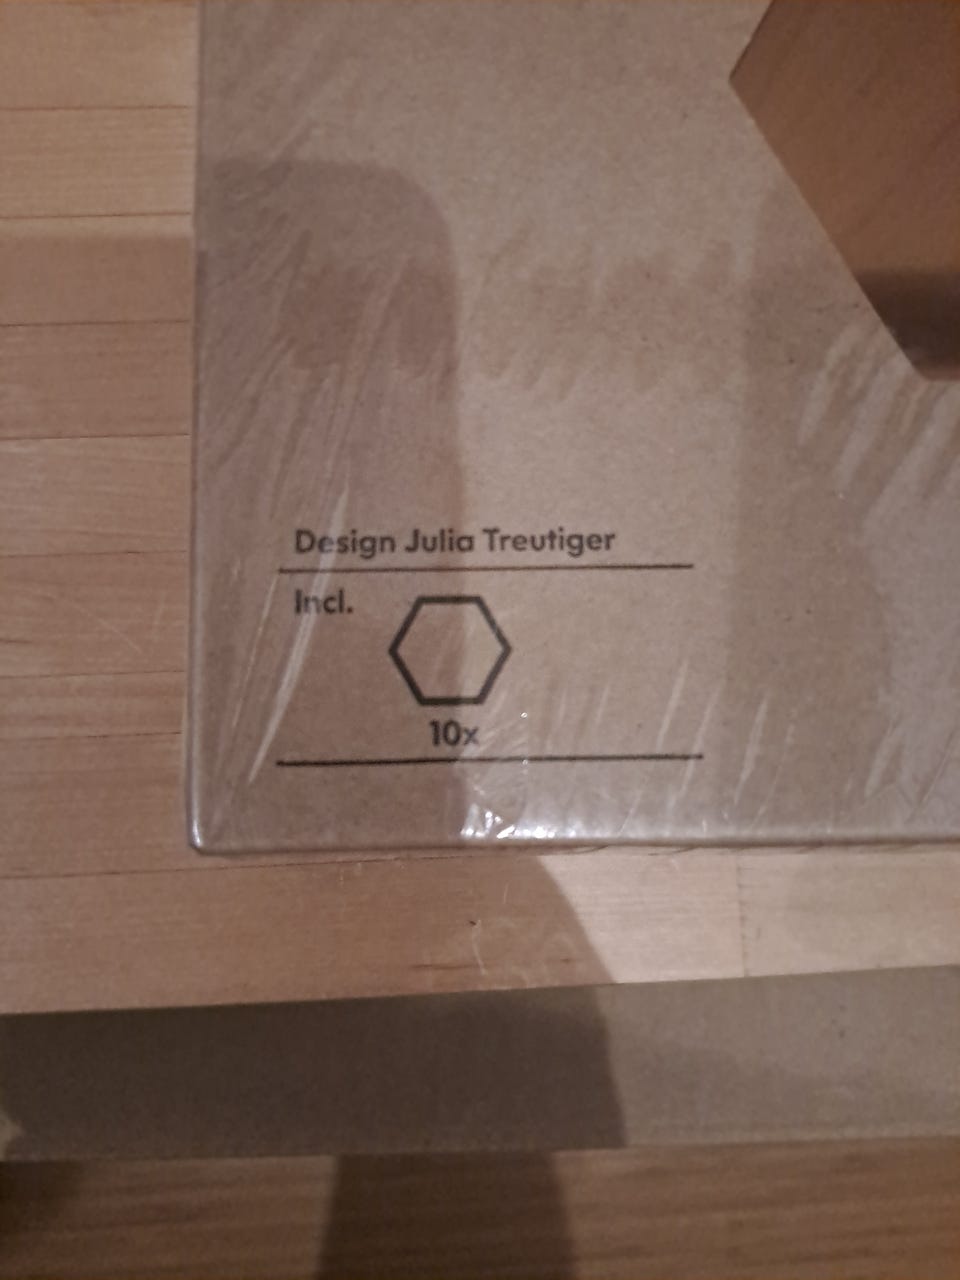 Design Julia Treutiger
Incl.
10x